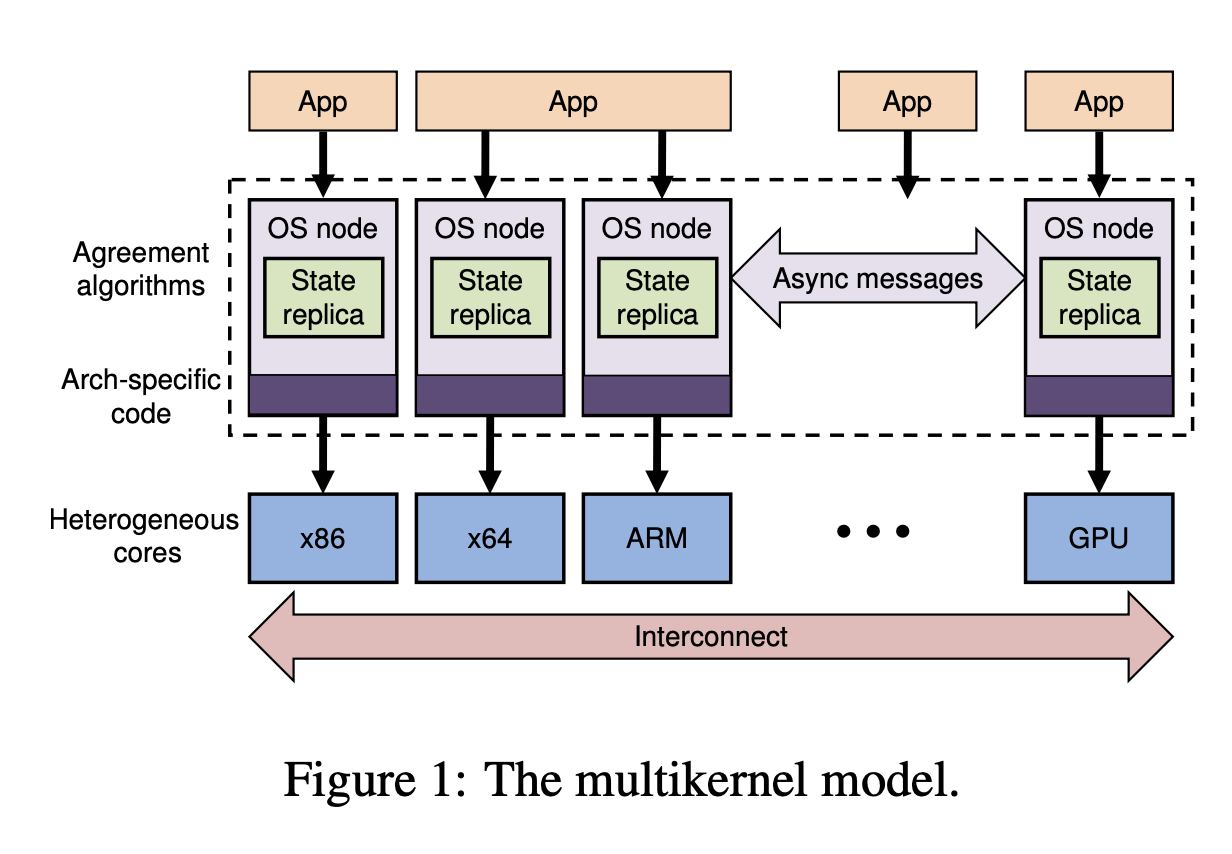 App
App
App
App
Agreement
algorithms
OS node
State
replica
OS node
State
replica
OS node
State
replica
Async messages
OS node
State
replica
Arch-specific
code
Heterogeneous
cores
x86
x64
ARM
•••
GPU
Interconnect
Figure 1: The multikernel model.